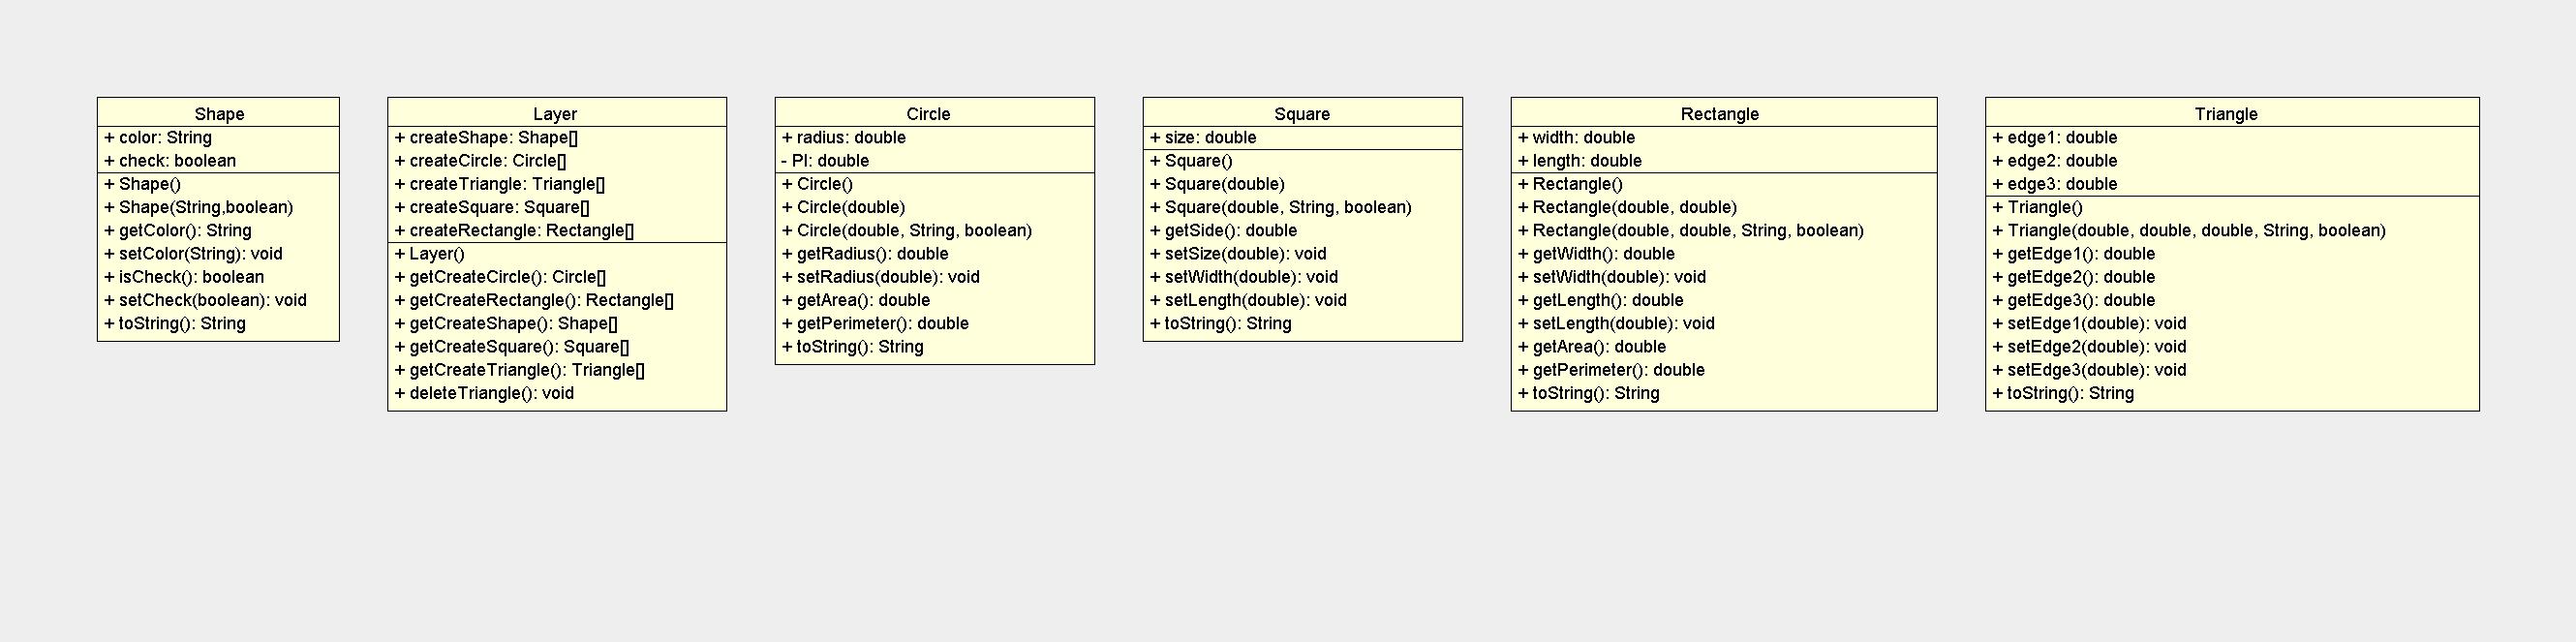 Shape
+ color: String
+ check: boolean
+ Shape()
+ Shape(String,boolean)
+ getColor(): String
+ setColor(String): void
+ isCheck(): boolean
+ setCheck(boolean): void
+ toString(): String
Layer
+ createShape: Shape[]
+ createCircle: Circle[]
+ createTriangle: Triangle[]
+ createSquare: Square[]
+ createRectangle: Rectangle[]
+ Layer()
+ getCreateCircle(): Circle[]
+ getCreateRectangle(): Rectangle[]
+ getCreateShape(): Shape[]
+ getCreateSquare(): Square[]
+ getCreateTriangle(): Triangle[]
+ deleteTriangle(): void
Circle
+ radius: double
- PI: double
+ Circle()
+ Circle(double)
+ Circle(double, String, boolean)
+ getRadius(): double
+ setRadius(double): void
+ getArea(): double
+ getPerimeter(): double
+ toString(): String
Square
+ size: double
+ Square()
+ Square(double)
+ Square(double, String, boolean)
+ getSide(): double
+ setSize(double): void
+ setWidth(double): void
+ setLength(double): void
+ toString(): String
Rectangle
+ width: double
+ length: double
+ Rectangle()
+ Rectangle(double, double)
+ Rectangle(double, double, String, boolean)
+ getWidth(): double
+ setWidth(double): void
+ getLength(): double
+ setLength(double): void
+ getArea(): double
+ getPerimeter(): double
+ toString(): String
Triangle
+ edge1: double
+ edge2: double
+ edge3: double
+ Triangle()
+ Triangle(double, double, double, String, boolean)
+ getEdge1(): double
+ getEdge2(): double
+ getEdge3(): double
+ setEdge1(double): void
+ setEdge2(double): void
+ setEdge3(double): void
+ toString(): String